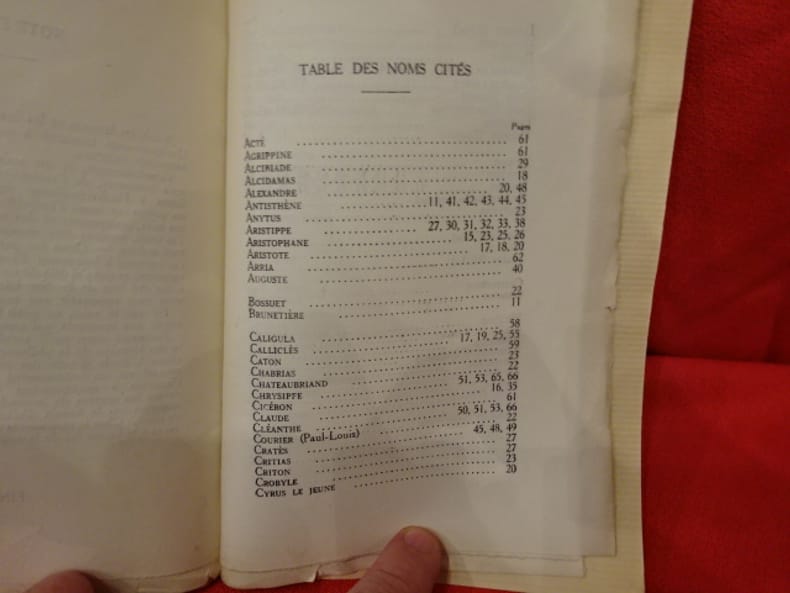 TABLE DES NOMS CITÉS
Pages
ACTÉ ........ 61
AGRIPPINE ........ 61
ALCIBIADE ........ 29
ALCIDAMAS ........ 18
ALEXANDRE ........ 20, 48
ANTISTHÈNE ........ 11, 41, 42, 43, 44, 45
ANYTUS ........ 23
ARISTIPPE ........ 27, 30, 31, 32, 33, 38
ARISTOPHANE ........ 15, 23, 25, 26
ARISTOTE ........ 17, 18, 20
ARRIA ........ 62
AUGUSTE ........ 40
BOSSUET ........ 22
BRUNETIÈRE ........ 11
CALIGULA ........ 58
CALLICLÈS ........ 17, 19, 25, 55
CATON ........ 59
CHABRIAS ........ 23
CHATEAUBRIAND ........ 22
CHRYSIPPE ........ 51, 53, 65, 66
CICÉRON ........ 16, 35
CLAUDE ........ 61
CLÉANTHE ........ 50, 51, 53, 66
COURIER (Paul-Louis) ........ 22
CRATÈS ........ 45, 48, 49
CRITIAS ........ 27
CRITON ........ 27
CROBYLE ........ 23
CYRUS LE JEUNE ........ 20